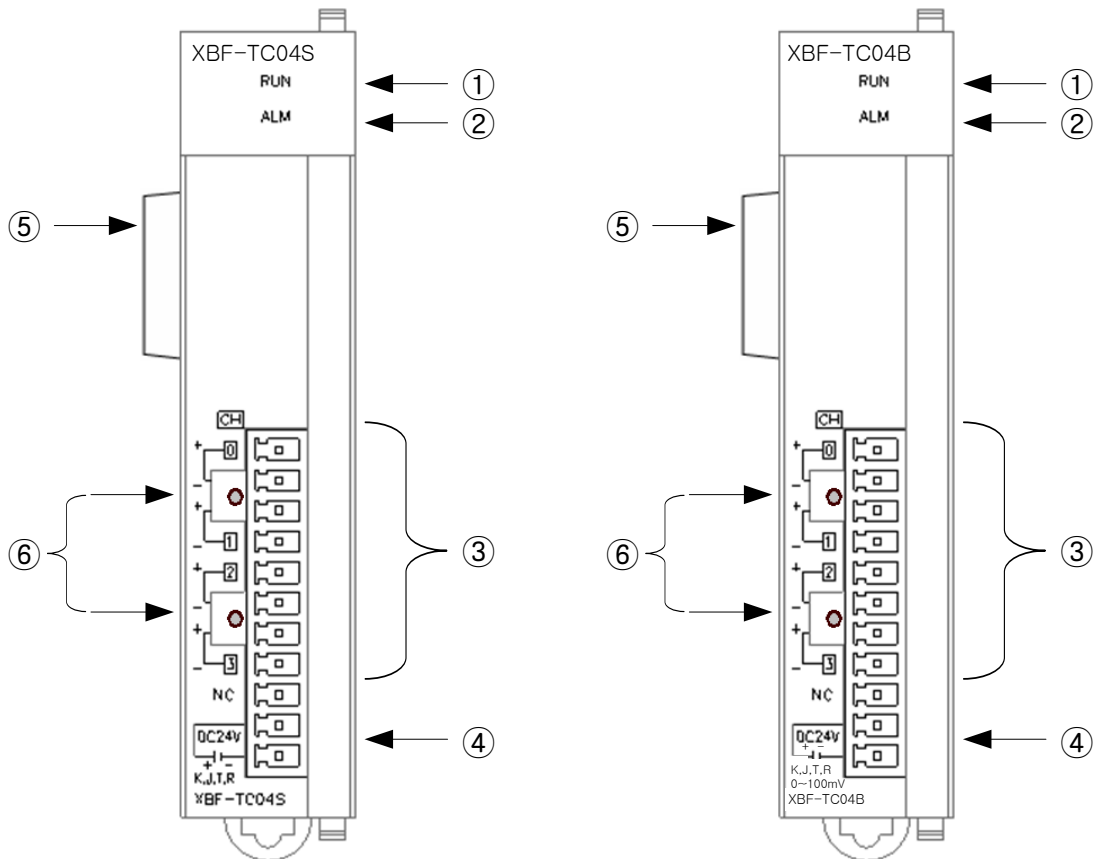 XBF-TC04S
RUN
①
ALM
②
⑤
CH
+
0
-
+
-
1
⑥
③
+
2
-
+
-
3
NC
DC24V
④
+ -
K,J,T,R
XBF-TC04S
XBF-TC04B
RUN
①
ALM
②
⑤
CH
+
0
-
+
-
1
⑥
③
+
2
-
+
-
3
NC
DC24V
④
+ -
K,J,T,R
0~100mV
XBF-TC04B